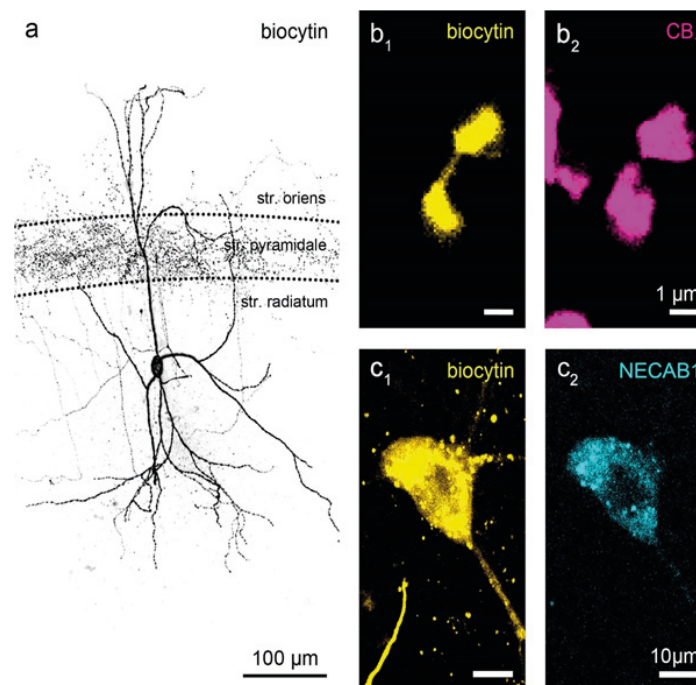 a
biocytin
str. oriens
str. pyramidale
str. radiatum
100 µm
b1
biocytin
b2
CB
1 µm
c1
biocytin
c2
NECAB1
10µm